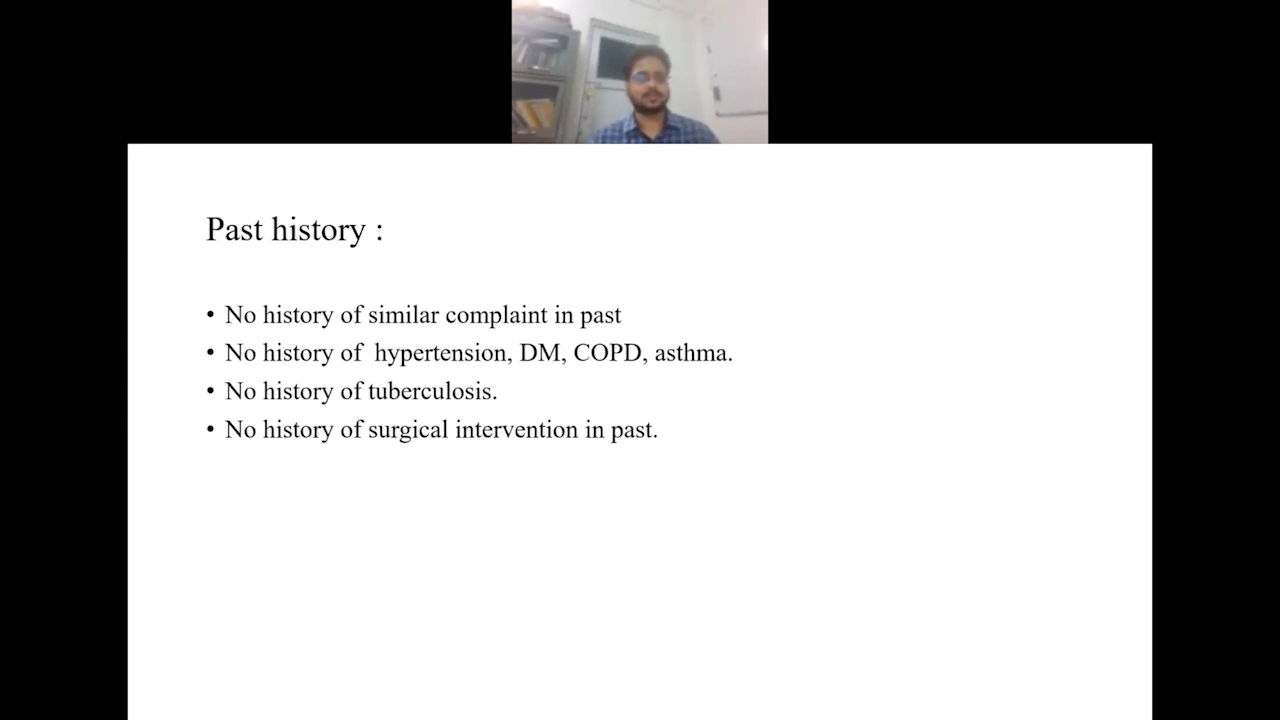 Past history :
• No history of similar complaint in past
• No history of  hypertension, DM, COPD, asthma.
• No history of tuberculosis.
• No history of surgical intervention in past.